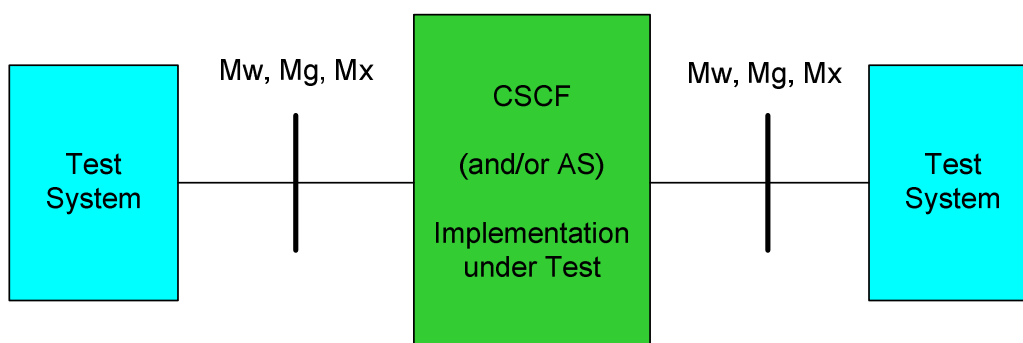 Mw, Mg, Mx
Mw, Mg, Mx
Test
System
CSCF
(and/or AS)
Implementation
under Test
Test
System